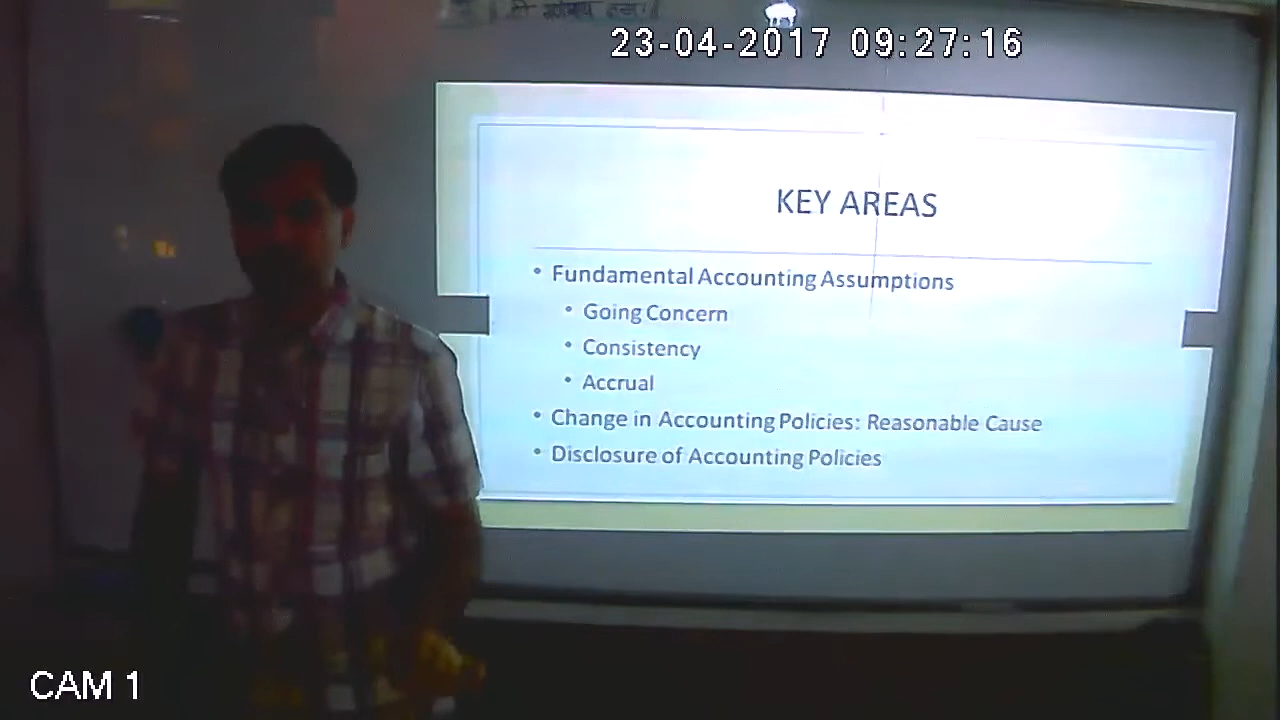 23-04-2017 09:27:16
KEY AREAS
• Fundamental Accounting Assumptions
• Going Concern
• Consistency
• Accrual
• Change in Accounting Policies: Reasonable Cause
• Disclosure of Accounting Policies
CAM 1